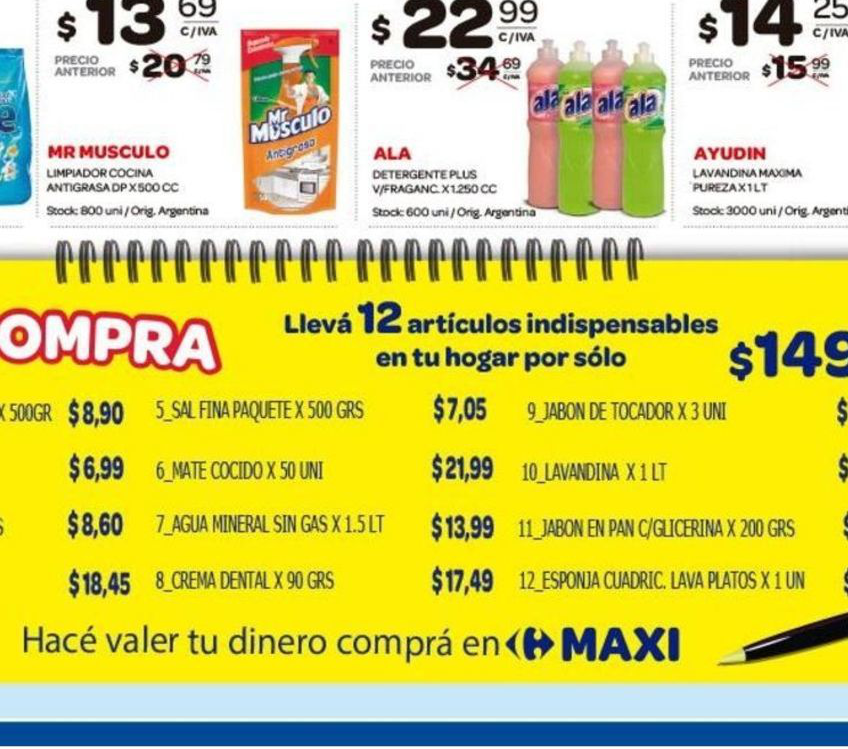 $13 69 C/IVA
PRECIO ANTERIOR $20,79
MR MUSCULO
LIMPIADOR COCINA
ANTIGRASA DP X 500 CC
Stock: 800 uni / Orig. Argentina
Mr Musculo
Antigrasa
$22 99 C/IVA
PRECIO ANTERIOR $34,69
ALA
DETERGENTE PLUS
V/FRAGANC. X 1.250 CC
Stock: 600 uni / Orig. Argentina
ala ala ala ala
$14 25 C/IVA
PRECIO ANTERIOR $15,99
AYUDIN
LAVANDINA MAXIMA
PUREZA X 1 LT
Stock: 3000 uni / Orig. Argenti
OMPRA
Llevá 12 artículos indispensables
en tu hogar por sólo
$149
X 500GR $8,90 5_SAL FINA PAQUETE X 500 GRS $7,05 9_JABON DE TOCADOR X 3 UNI $
$6,99 6_MATE COCIDO X 50 UNI $21,99 10_LAVANDINA X 1 LT $
S $8,60 7_AGUA MINERAL SIN GAS X 1.5 LT $13,99 11_JABON EN PAN C/GLICERINA X 200 GRS $
$18,45 8_CREMA DENTAL X 90 GRS $17,49 12_ESPONJA CUADRIC. LAVA PLATOS X 1 UN $
Hacé valer tu dinero comprá en MAXI